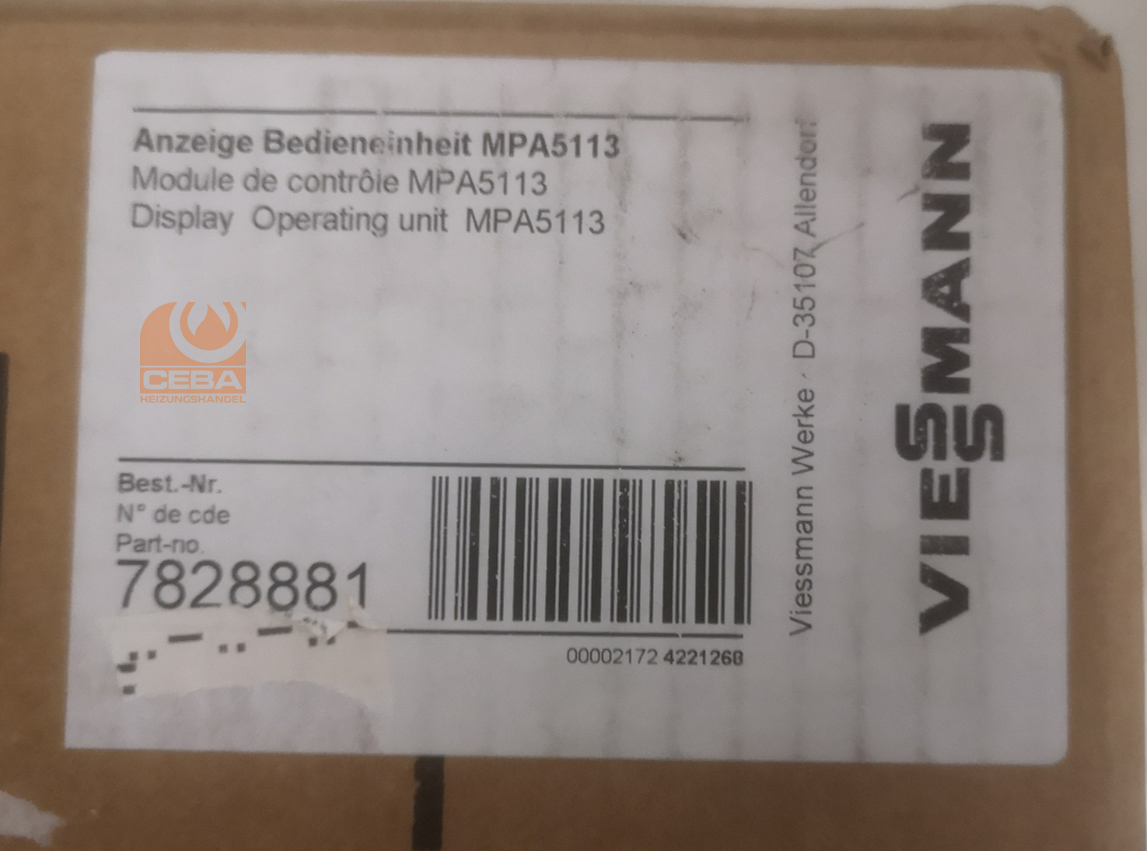 Anzeige Bedieneinheit MPA5113
Module de contrôle MPA5113
Display Operating unit MPA5113
CEBA
HEIZUNGSHANDEL
Best.-Nr.
N° de cde
Part-no.
7828881
00002172 4221268
Viessmann Werke · D-35107 Allendorf
VIESSMANN